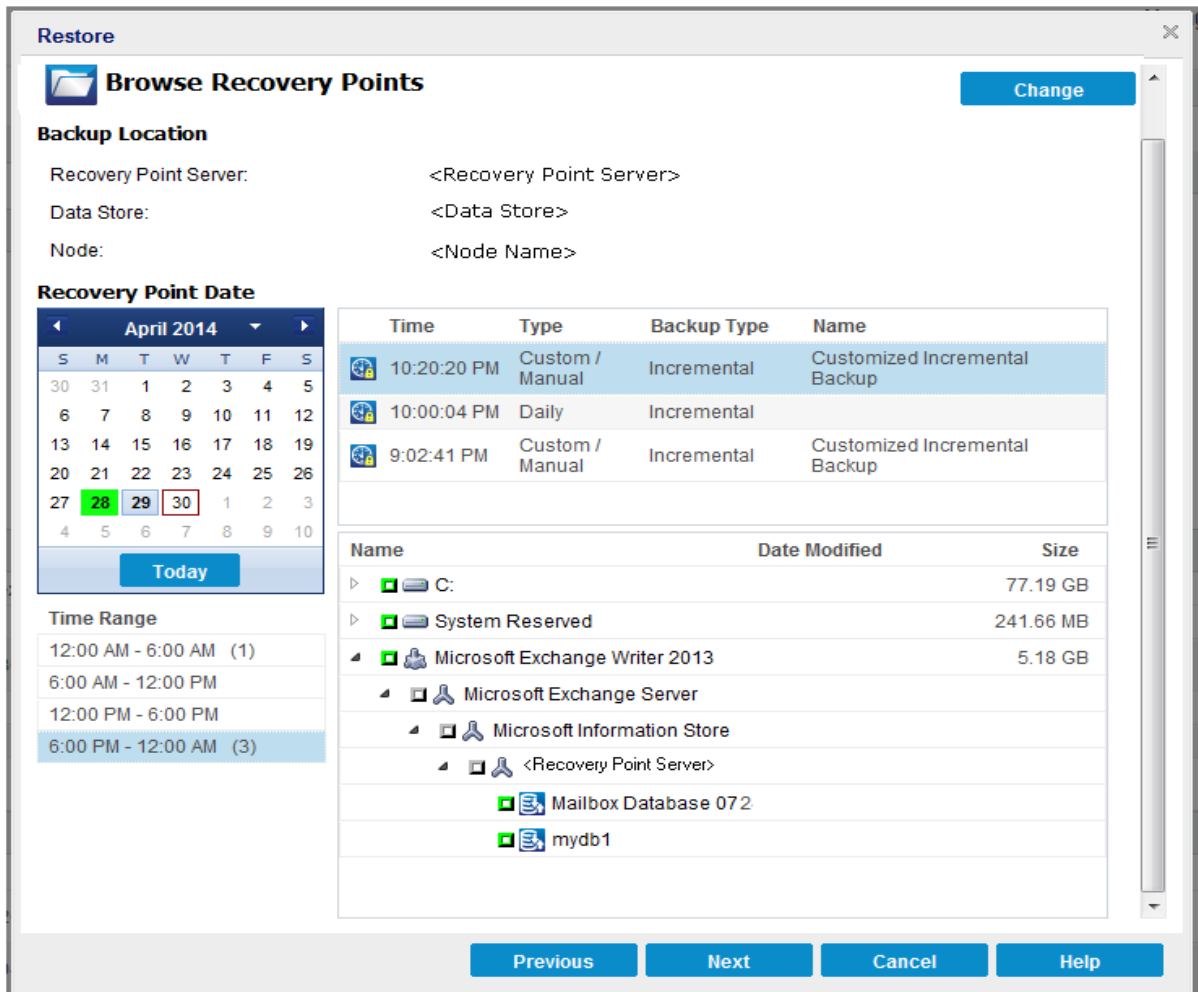 Restore
Browse Recovery Points
Change
Backup Location
Recovery Point Server: <Recovery Point Server>
Data Store: <Data Store>
Node: <Node Name>
Recovery Point Date
April 2014
S M T W T F S
30 31 1 2 3 4 5
6 7 8 9 10 11 12
13 14 15 16 17 18 19
20 21 22 23 24 25 26
27 28 29 30 1 2 3
4 5 6 7 8 9 10
Today
Time Range
12:00 AM - 6:00 AM (1)
6:00 AM - 12:00 PM
12:00 PM - 6:00 PM
6:00 PM - 12:00 AM (3)
Time Type Backup Type Name
10:20:20 PM Custom / Manual Incremental Customized Incremental Backup
10:00:04 PM Daily Incremental
9:02:41 PM Custom / Manual Incremental Customized Incremental Backup
Name Date Modified Size
C: 77.19 GB
System Reserved 241.66 MB
Microsoft Exchange Writer 2013 5.18 GB
Microsoft Exchange Server
Microsoft Information Store
<Recovery Point Server>
Mailbox Database 072
mydb1
Previous Next Cancel Help